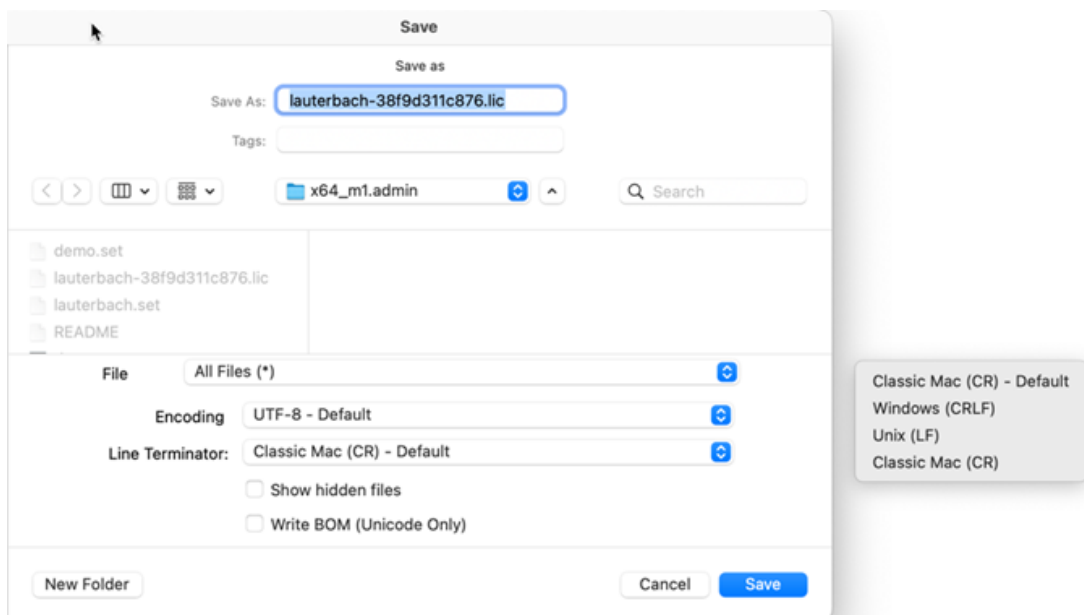 Save
Save as
Save As: lauterbach-38f9d311c876.lic
Tags:
x64_m1.admin
Search
demo.set
lauterbach-38f9d311c876.lic
lauterbach.set
README
File All Files (*)
Encoding UTF-8 - Default
Line Terminator: Classic Mac (CR) - Default
Show hidden files
Write BOM (Unicode Only)
New Folder
Cancel
Save
Classic Mac (CR) - Default
Windows (CRLF)
Unix (LF)
Classic Mac (CR)